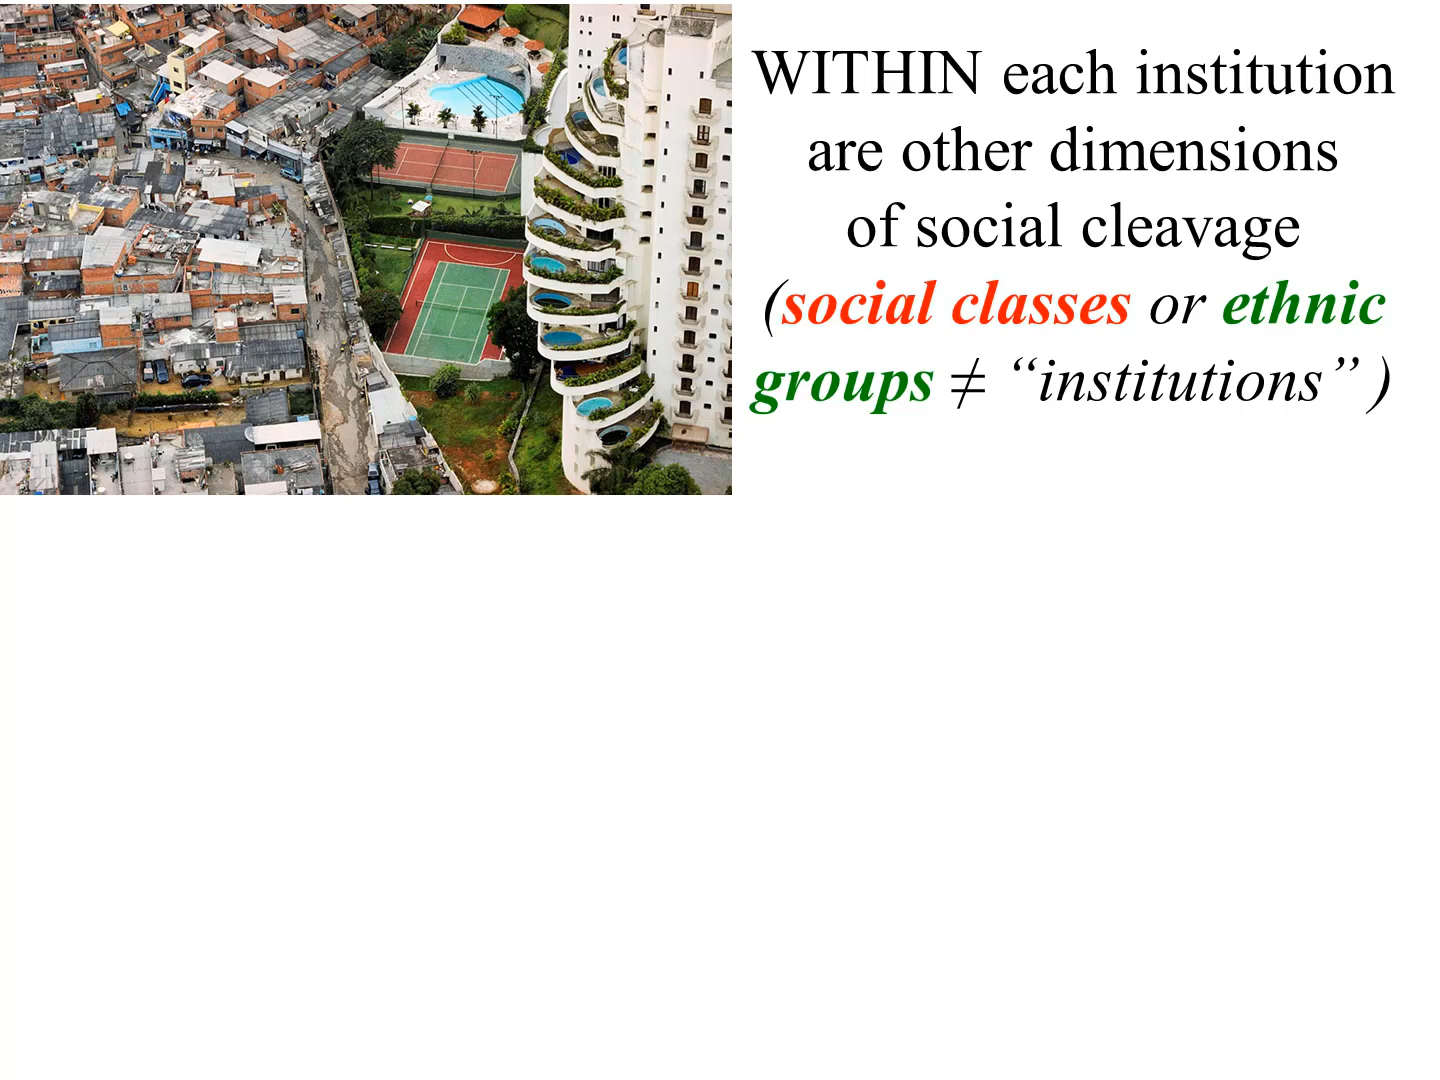 WITHIN each institution
are other dimensions
of social cleavage
(social classes or ethnic
groups ≠ “institutions” )